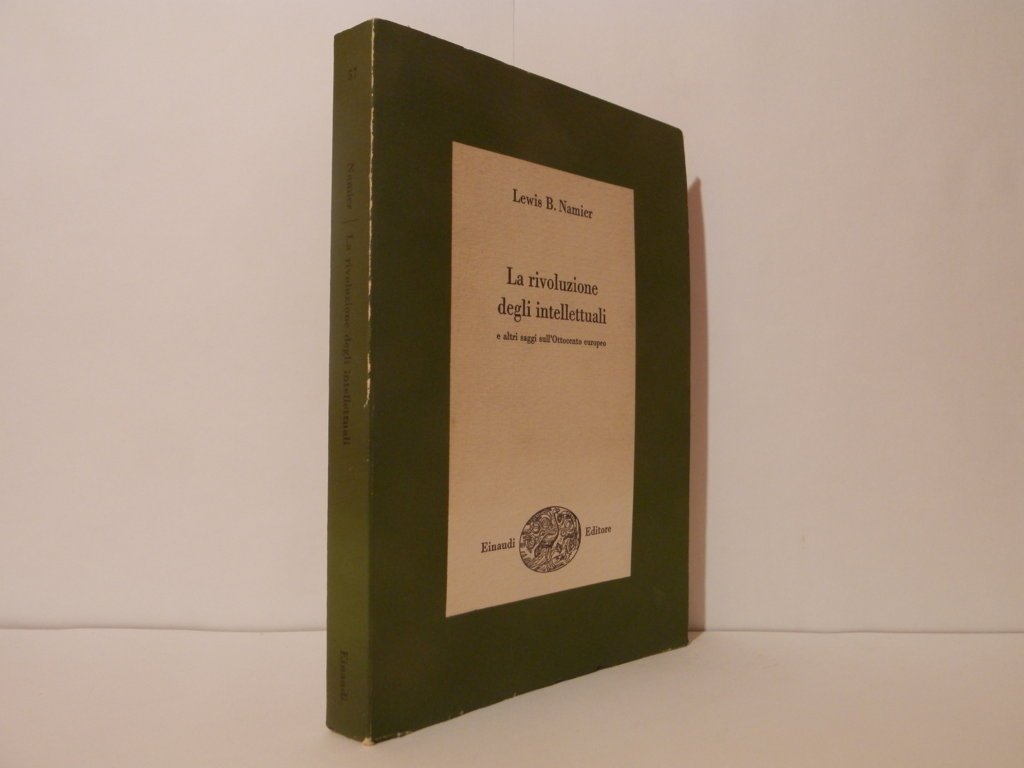 57
Namier | La rivoluzione degli intellettuali
Einaudi
Lewis B. Namier
La rivoluzione
degli intellettuali
e altri saggi sull'Ottocento europeo
Einaudi Editore